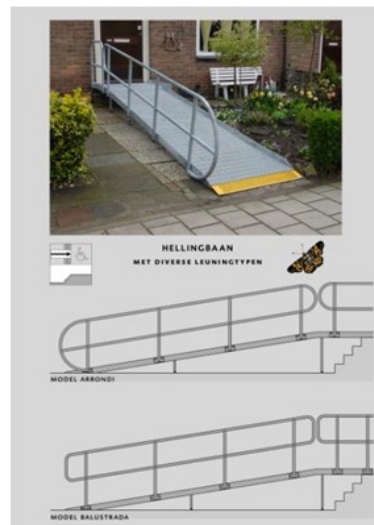 HELLINGBAAN
MET DIVERSE LEUNINGTYPEN
MODEL ARRONDI
MODEL BALUSTRADA